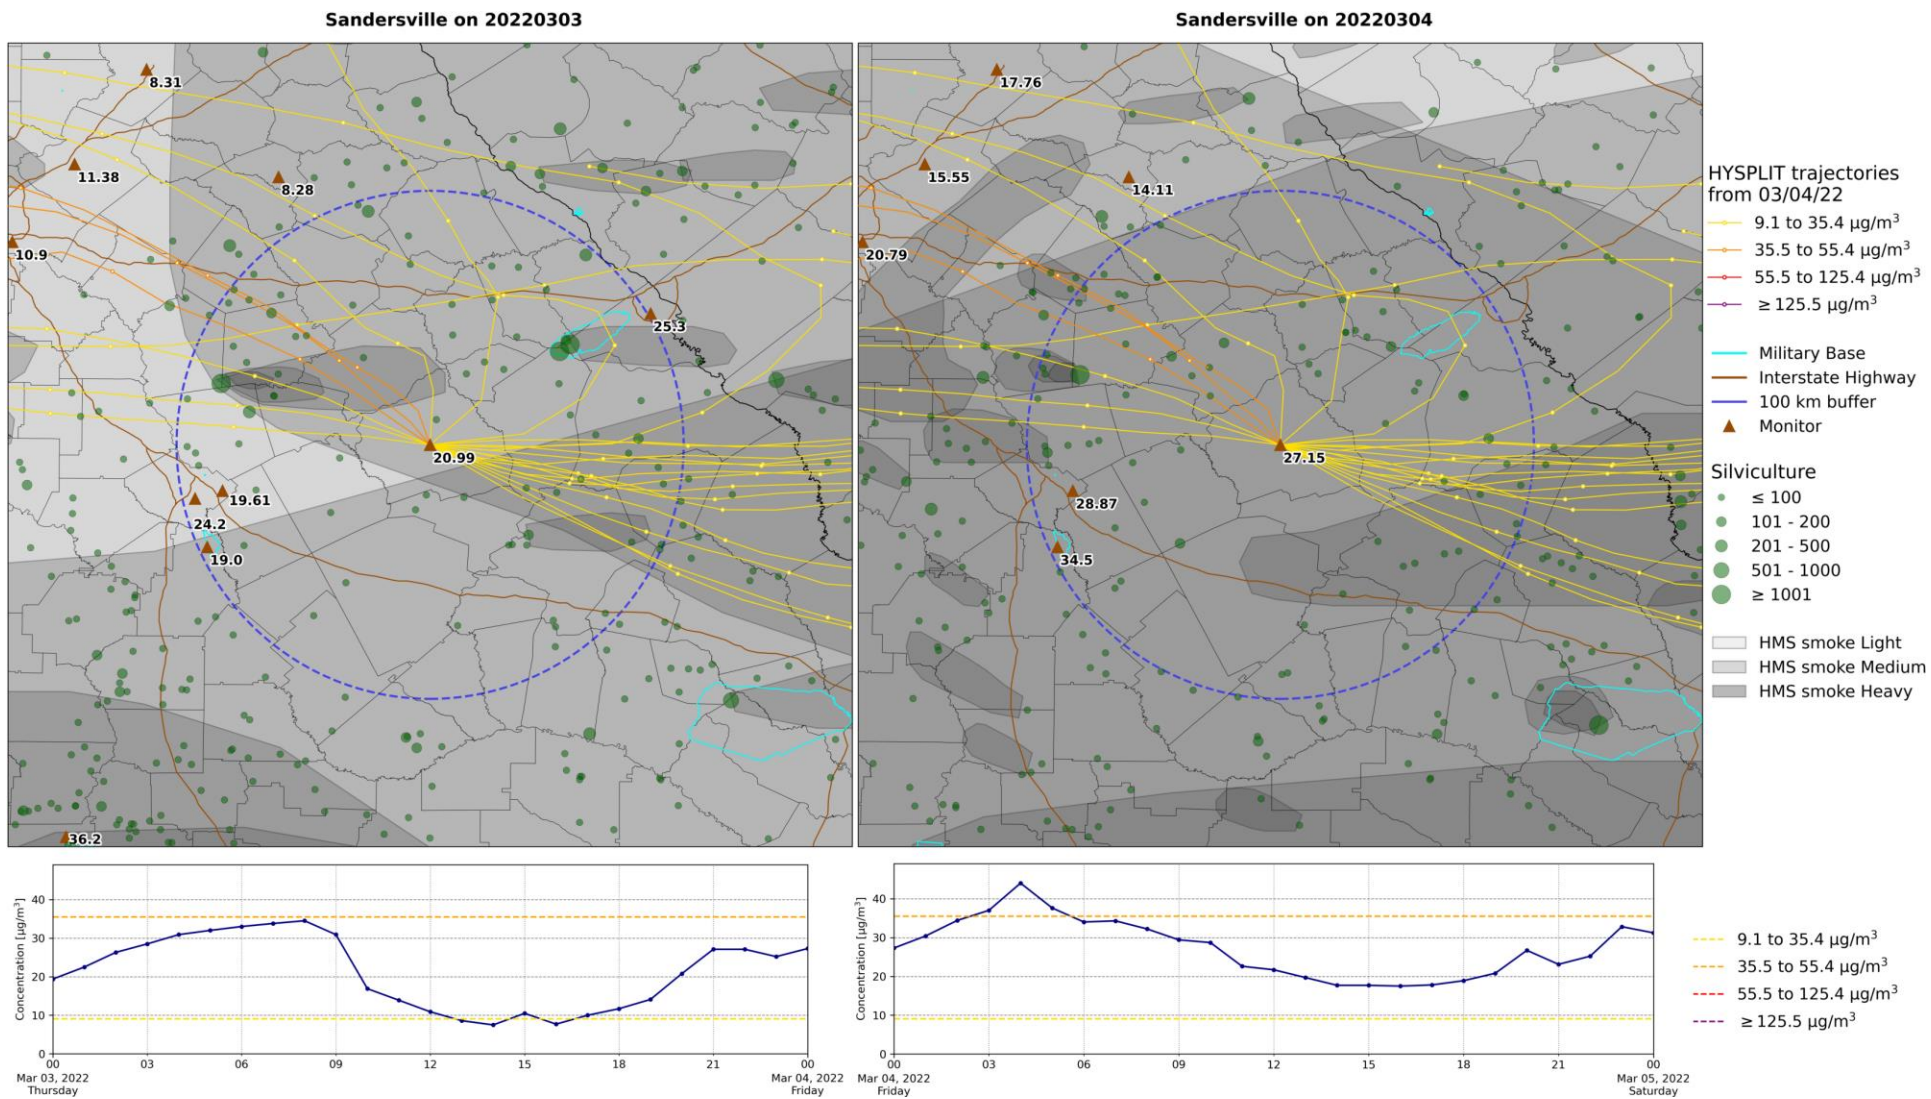 Sandersville on 20220303
Sandersville on 20220304
8.31
11.38
8.28
10.9
25.3
20.99
19.61
24.2
19.0
36.2
17.76
15.55
14.11
20.79
27.15
28.87
34.5
HYSPLIT trajectories
from 03/04/22
9.1 to 35.4 μg/m³
35.5 to 55.4 μg/m³
55.5 to 125.4 μg/m³
≥ 125.5 μg/m³
Military Base
Interstate Highway
100 km buffer
Monitor
Silviculture
≤ 100
101 - 200
201 - 500
501 - 1000
≥ 1001
HMS smoke Light
HMS smoke Medium
HMS smoke Heavy
Concentration [μg/m³]
40
30
20
10
0
00 03 06 09 12 15 18 21 00
Mar 03, 2022 Mar 04, 2022
Thursday Friday
Concentration [μg/m³]
40
30
20
10
0
00 03 06 09 12 15 18 21 00
Mar 04, 2022 Mar 05, 2022
Friday Saturday
9.1 to 35.4 μg/m³
35.5 to 55.4 μg/m³
55.5 to 125.4 μg/m³
≥ 125.5 μg/m³